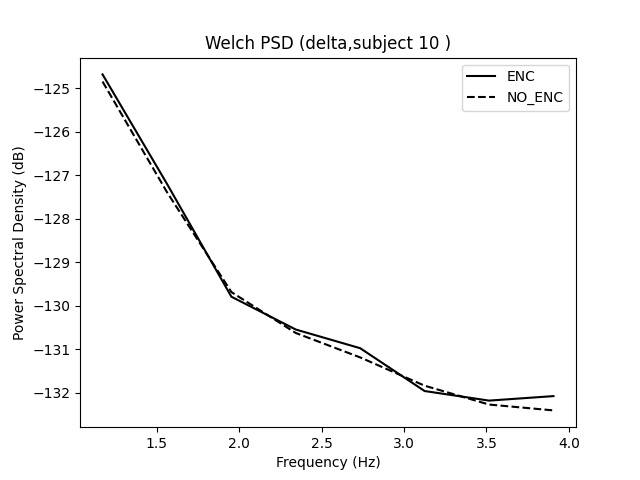 Welch PSD (delta,subject 10 )
ENC
NO_ENC
Power Spectral Density (dB)
−125
−126
−127
−128
−129
−130
−131
−132
1.5 2.0 2.5 3.0 3.5 4.0
Frequency (Hz)